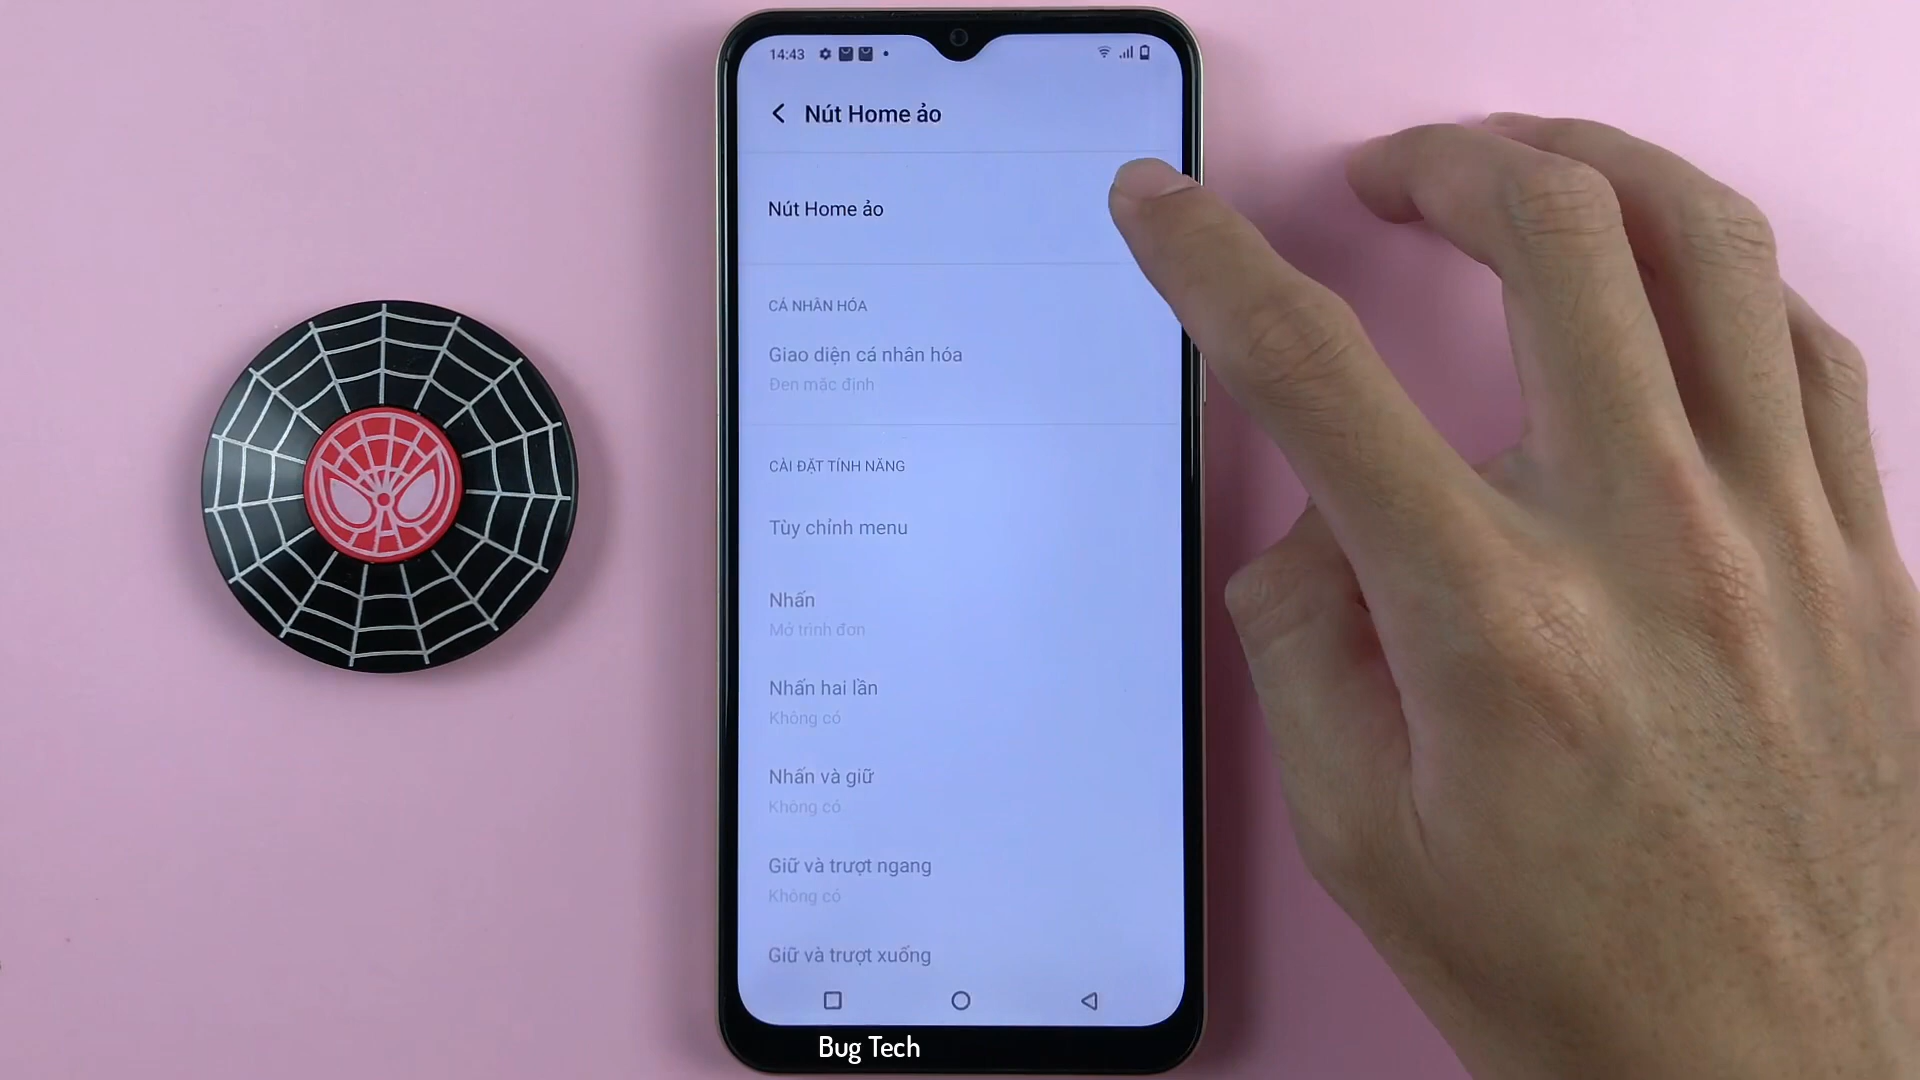 14:43
Nút Home ảo
Nút Home ảo
CÁ NHÂN HÓA
Giao diện cá nhân hóa
Đen mặc định
CÀI ĐẶT TÍNH NĂNG
Tùy chỉnh menu
Nhấn
Mở trình đơn
Nhấn hai lần
Không có
Nhấn và giữ
Không có
Giữ và trượt ngang
Không có
Giữ và trượt xuống
Bug Tech